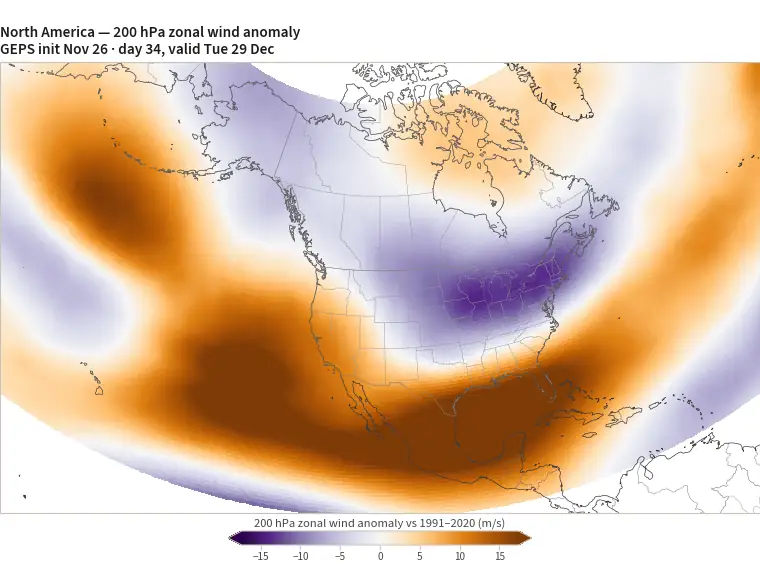 North America — 200 hPa zonal wind anomaly
GEPS init Nov 26 · day 34, valid Tue 29 Dec
200 hPa zonal wind anomaly vs 1991–2020 (m/s)
−15 −10 −5 0 5 10 15